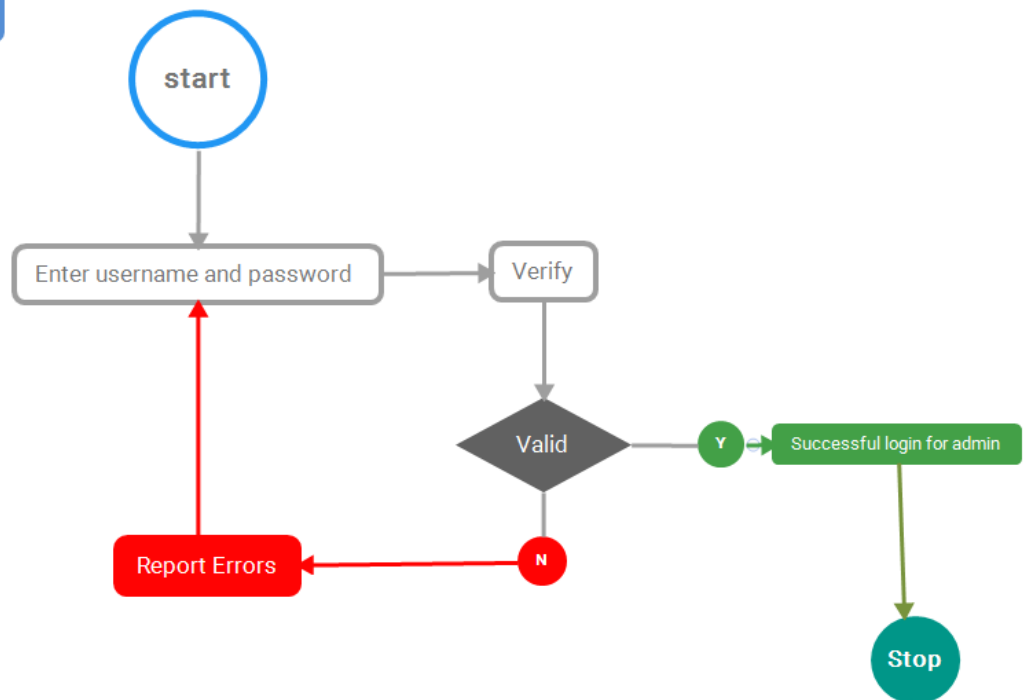 start
Enter username and password
Verify
Valid
Y
Successful login for admin
N
Report Errors
Stop